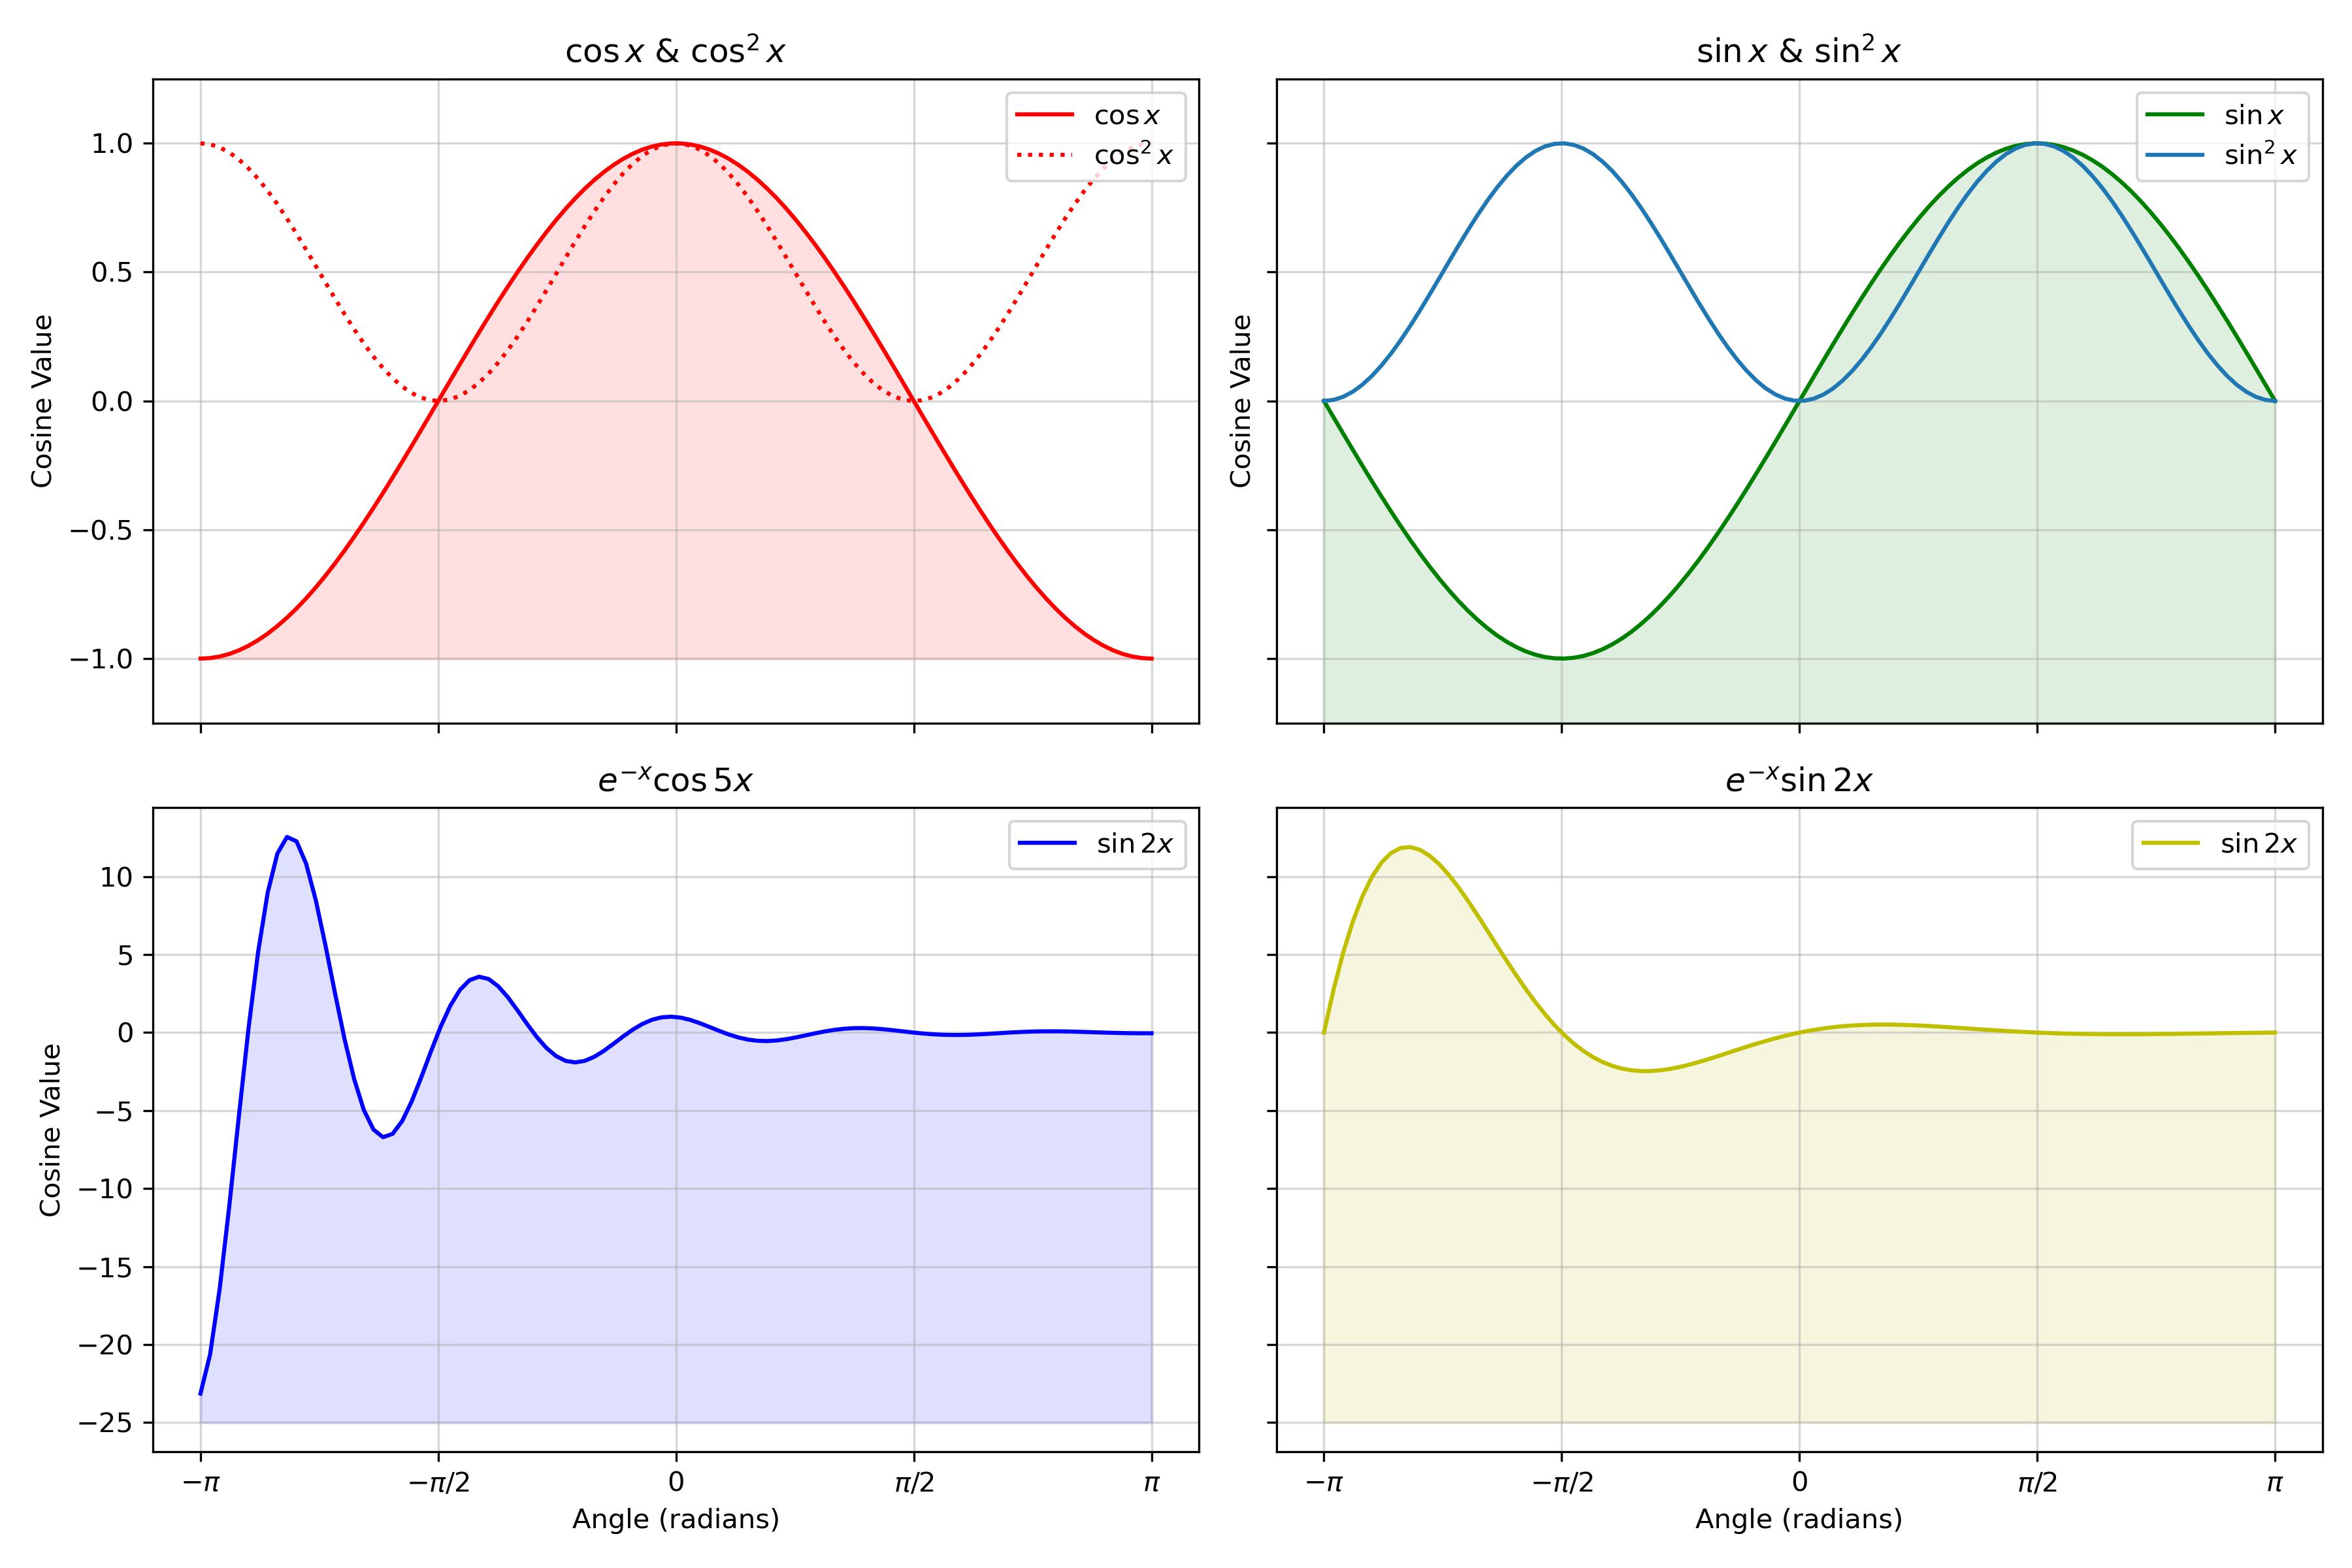 cos x & cos² x
cos x
cos² x
1.0
0.5
0.0
−0.5
−1.0
Cosine Value
sin x & sin² x
sin x
sin² x
Cosine Value
e⁻ˣcos 5x
sin 2x
10
5
0
−5
−10
−15
−20
−25
Cosine Value
−π −π/2 0 π/2 π
Angle (radians)
e⁻ˣsin 2x
sin 2x
−π −π/2 0 π/2 π
Angle (radians)